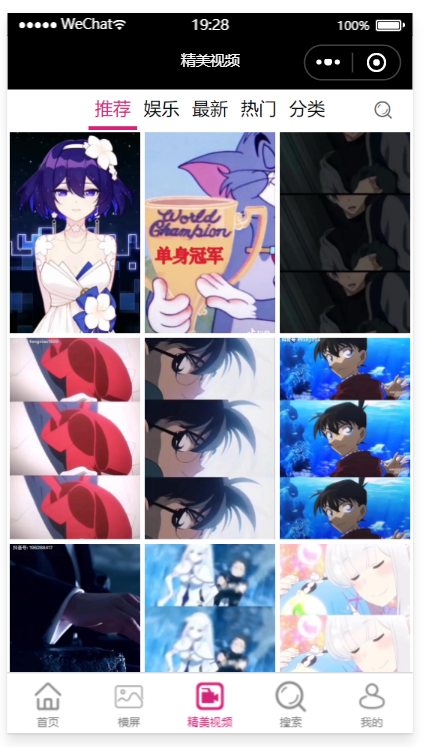 WeChat 19:28 100%
精美视频
推荐 娱乐 最新 热门 分类
World
Champion
单身冠军
首页 横屏 精美视频 搜索 我的